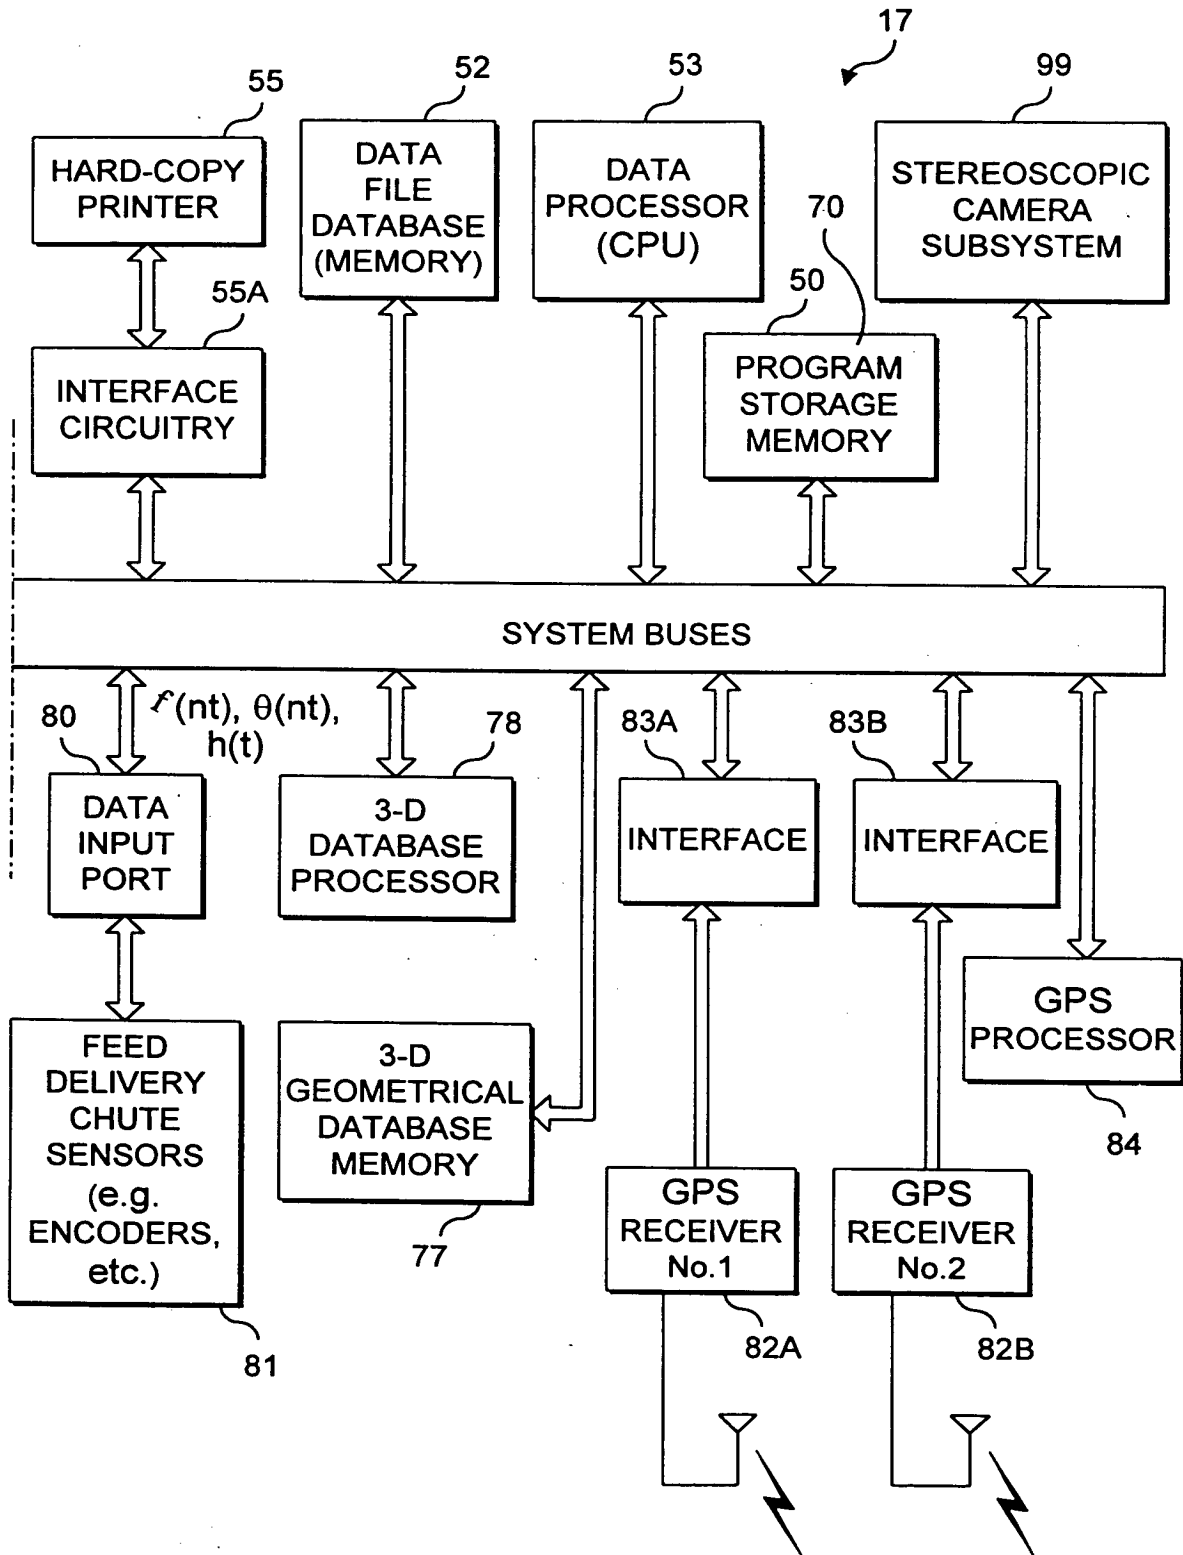 17
55
52
53
99
HARD-COPY
PRINTER
DATA
FILE
DATABASE
(MEMORY)
DATA
PROCESSOR
(CPU)
STEREOSCOPIC
CAMERA
SUBSYSTEM
70
50
55A
INTERFACE
CIRCUITRY
PROGRAM
STORAGE
MEMORY
SYSTEM BUSES
f(nt), θ(nt),
h(t)
80
78
83A
83B
DATA
INPUT
PORT
3-D
DATABASE
PROCESSOR
INTERFACE
INTERFACE
GPS
PROCESSOR
84
FEED
DELIVERY
CHUTE
SENSORS
(e.g.
ENCODERS,
etc.)
81
3-D
GEOMETRICAL
DATABASE
MEMORY
77
GPS
RECEIVER
No.1
82A
GPS
RECEIVER
No.2
82B